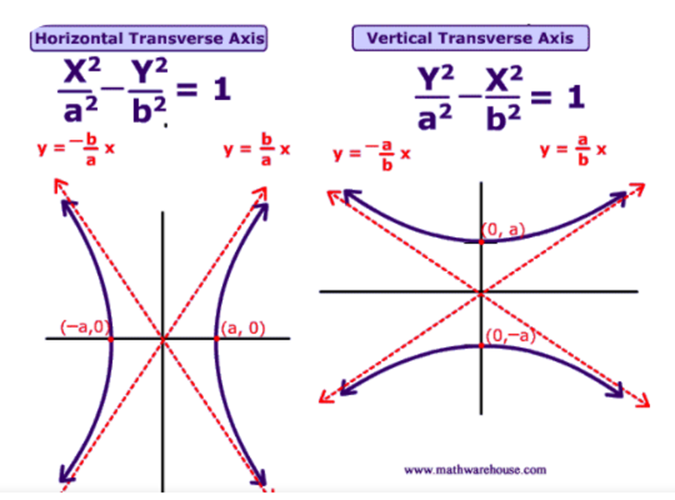 Horizontal Transverse Axis
X²/a² − Y²/b² = 1
y = −b/a x
y = b/a x
(−a,0)
(a, 0)
Vertical Transverse Axis
Y²/a² − X²/b² = 1
y = −a/b x
y = a/b x
(0, a)
(0,−a)
www.mathwarehouse.com